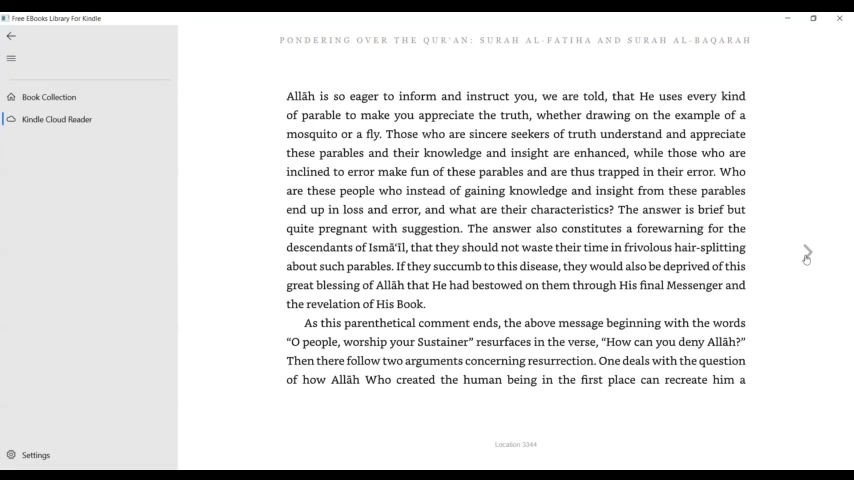 Free EBooks Library For Kindle
PONDERING OVER THE QUR'AN: SURAH AL-FATIHA AND SURAH AL-BAQARAH
Book Collection
Kindle Cloud Reader
Allāh is so eager to inform and instruct you, we are told, that He uses every kind
of parable to make you appreciate the truth, whether drawing on the example of a
mosquito or a fly. Those who are sincere seekers of truth understand and appreciate
these parables and their knowledge and insight are enhanced, while those who are
inclined to error make fun of these parables and are thus trapped in their error. Who
are these people who instead of gaining knowledge and insight from these parables
end up in loss and error, and what are their characteristics? The answer is brief but
quite pregnant with suggestion. The answer also constitutes a forewarning for the
descendants of Ismā‘īl, that they should not waste their time in frivolous hair-splitting
about such parables. If they succumb to this disease, they would also be deprived of this
great blessing of Allāh that He had bestowed on them through His final Messenger and
the revelation of His Book.
As this parenthetical comment ends, the above message beginning with the words
“O people, worship your Sustainer” resurfaces in the verse, “How can you deny Allāh?”
Then there follow two arguments concerning resurrection. One deals with the question
of how Allāh Who created the human being in the first place can recreate him a
Location 3344
Settings